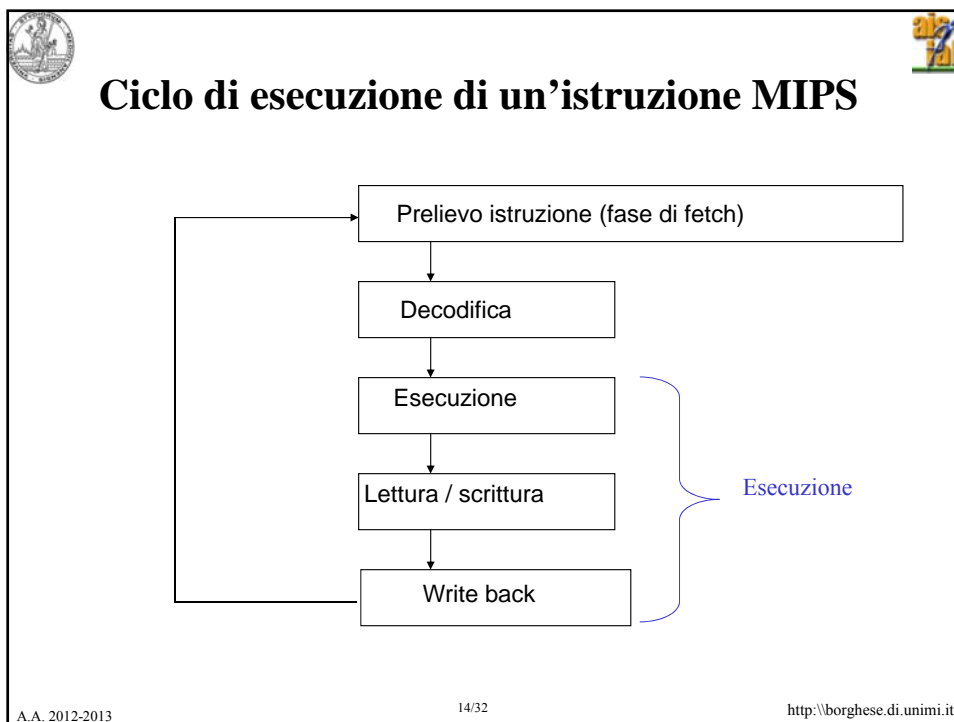 Ciclo di esecuzione di un'istruzione MIPS
Prelievo istruzione (fase di fetch)
Decodifica
Esecuzione
Lettura / scrittura
Esecuzione
Write back
A.A. 2012-2013
14/32
http:\\borghese.di.unimi.it